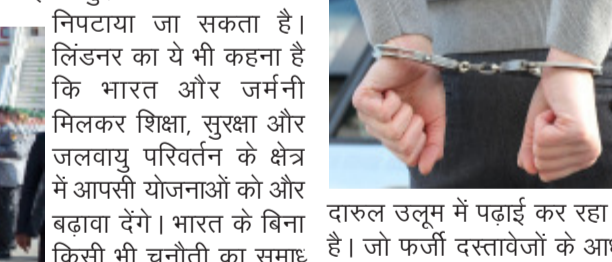 निपटाया जा सकता है।
लिंडनर का ये भी कहना है
कि भारत और जर्मनी
मिलकर शिक्षा, सुरक्षा और
जलवायु परिवर्तन के क्षेत्र
में आपसी योजनाओं को और
बढ़ावा देंगे। भारत के बिना
किसी भी चुनौती का
दारुल उलूम में पढ़ाई कर रहा
है। जो फर्जी दस्तावेजों के